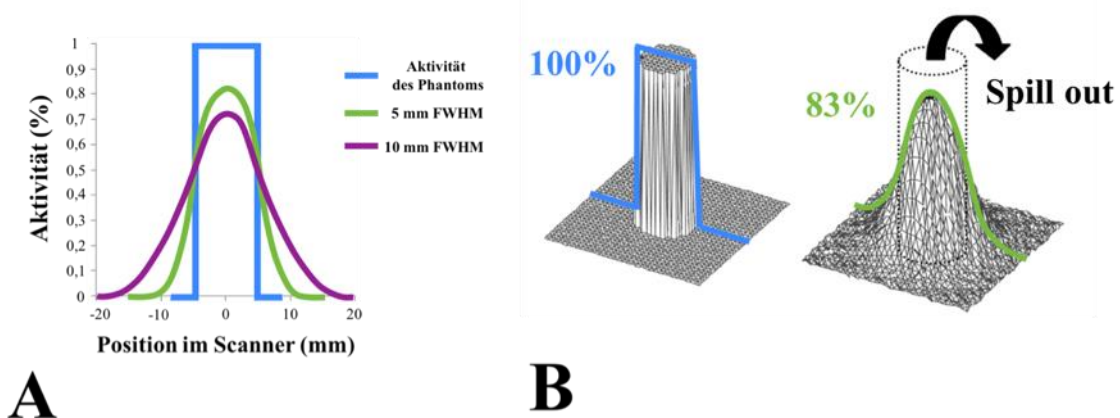 Aktivität (%)
1
0,9
0,8
0,7
0,6
0,5
0,4
0,3
0,2
0,1
0
-20
-10
0
10
20
Position im Scanner (mm)
Aktivität
des Phantoms
5 mm FWHM
10 mm FWHM
A
100%
83%
Spill out
B